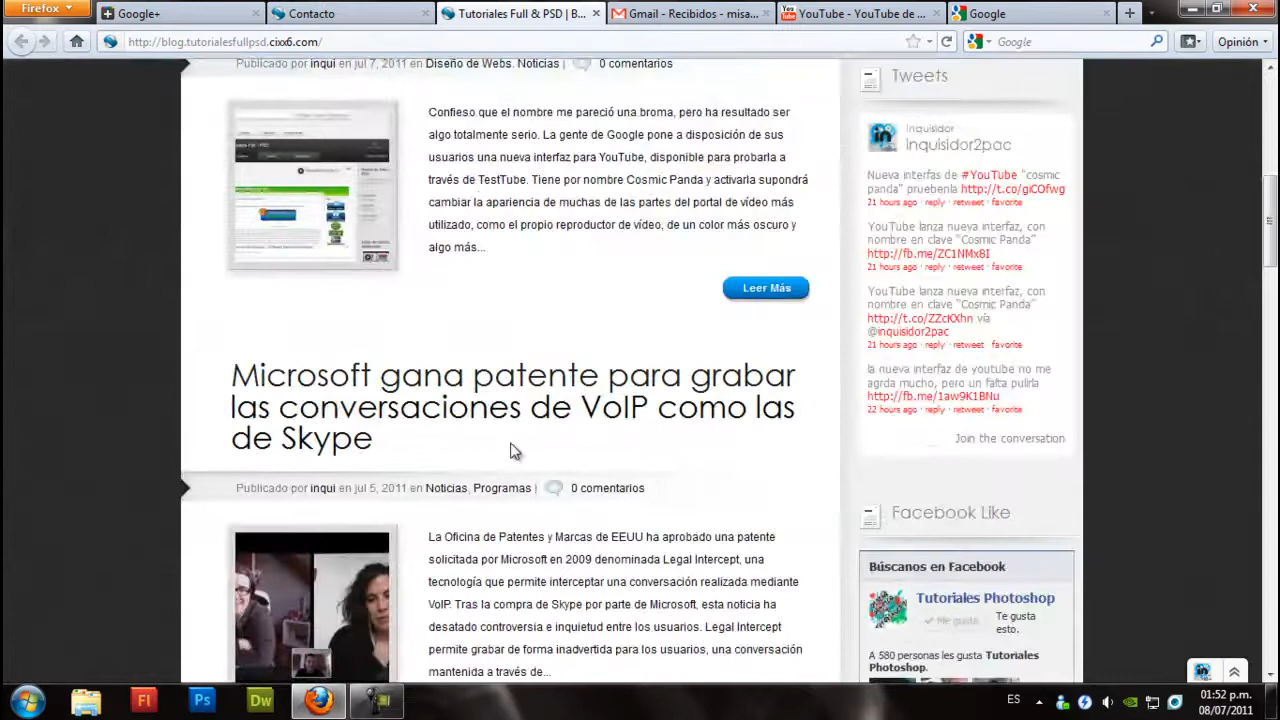 Firefox
Google+
Contacto
Tutoriales Full & PSD | B...
Gmail - Recibidos - misa...
YouTube - YouTube de ...
Google
http://blog.tutorialesfullpsd.cixx6.com/
Google
Opinión
Publicado por inqui en jul 7, 2011 en Diseño de Webs, Noticias | 0 comentarios
Confieso que el nombre me pareció una broma, pero ha resultado ser
algo totalmente serio. La gente de Google pone a disposición de sus
usuarios una nueva interfaz para YouTube, disponible para probarla a
través de TestTube. Tiene por nombre Cosmic Panda y activarla supondrá
cambiar la apariencia de muchas de las partes del portal de vídeo más
utilizado, como el propio reproductor de vídeo, de un color más oscuro y
algo más...
Leer Más
Microsoft gana patente para grabar
las conversaciones de VoIP como las
de Skype
Publicado por inqui en jul 5, 2011 en Noticias, Programas | 0 comentarios
La Oficina de Patentes y Marcas de EEUU ha aprobado una patente
solicitada por Microsoft en 2009 denominada Legal Intercept, una
tecnología que permite interceptar una conversación realizada mediante
VoIP. Tras la compra de Skype por parte de Microsoft, esta noticia ha
desatado controversia e inquietud entre los usuarios. Legal Intercept
permite grabar de forma inadvertida para los usuarios, una conversación
mantenida a través de...
Tweets
Inquisidor
Inquisidor2pac
Nueva interfas de #YouTube "cosmic
panda" pruebenla http://t.co/giCOfwg
21 hours ago · reply · retweet · favorite
YouTube lanza nueva interfaz, con
nombre en clave "Cosmic Panda"
http://fb.me/ZC1NMx8I
21 hours ago · reply · retweet · favorite
YouTube lanza nueva interfaz, con
nombre en clave "Cosmic Panda"
http://t.co/ZZcKXhn vía
@inquisidor2pac
21 hours ago · reply · retweet · favorite
la nueva interfaz de youtube no me
agrda mucho, pero un falta pulirla
http://fb.me/1aw9K1BNu
22 hours ago · reply · retweet · favorite
Join the conversation
Facebook Like
Búscanos en Facebook
Tutoriales Photoshop
Me gusta
Te gusta
esto.
A 580 personas les gusta Tutoriales
Photoshop.
Fl
Ps
Dw
ES
01:52 p.m.
08/07/2011